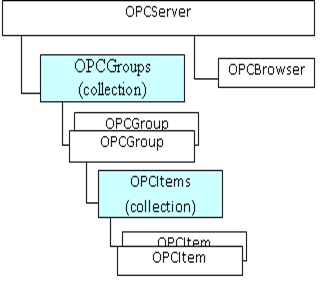 OPCServer
OPCGroups
(collection)
OPCBrowser
OPCGroup
OPCGroup
OPCItems
(collection)
OPCItem
OPCItem